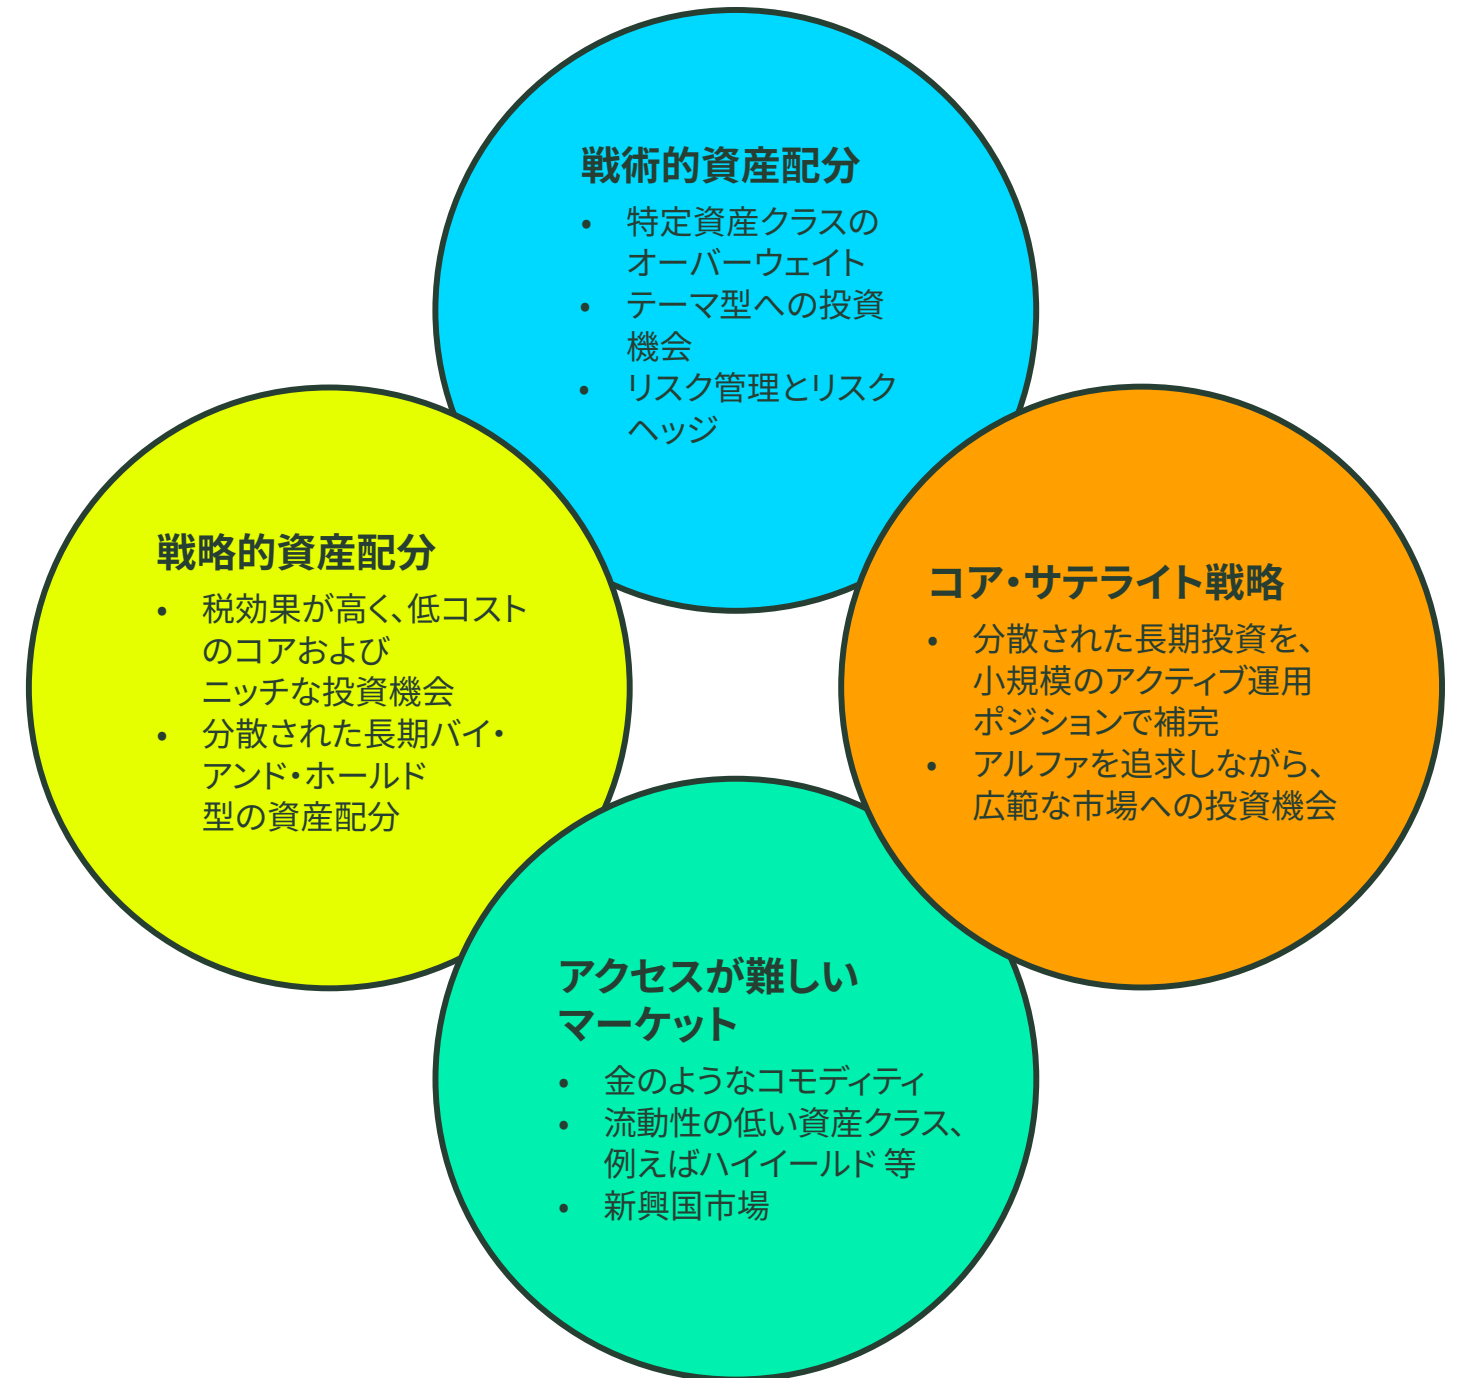 戦術的資産配分
• 特定資産クラスの
オーバーウェイト
• テーマ型への投資
機会
• リスク管理とリスク
ヘッジ
戦略的資産配分
• 税効果が高く、低コスト
のコアおよび
ニッチな投資機会
• 分散された長期バイ・
アンド・ホールド
型の資産配分
コア・サテライト戦略
• 分散された長期投資を、
小規模のアクティブ運用
ポジションで補完
• アルファを追求しながら、
広範な市場への投資機会
アクセスが難しい
マーケット
• 金のようなコモディティ
• 流動性の低い資産クラス、
例えばハイイールド 等
• 新興国市場